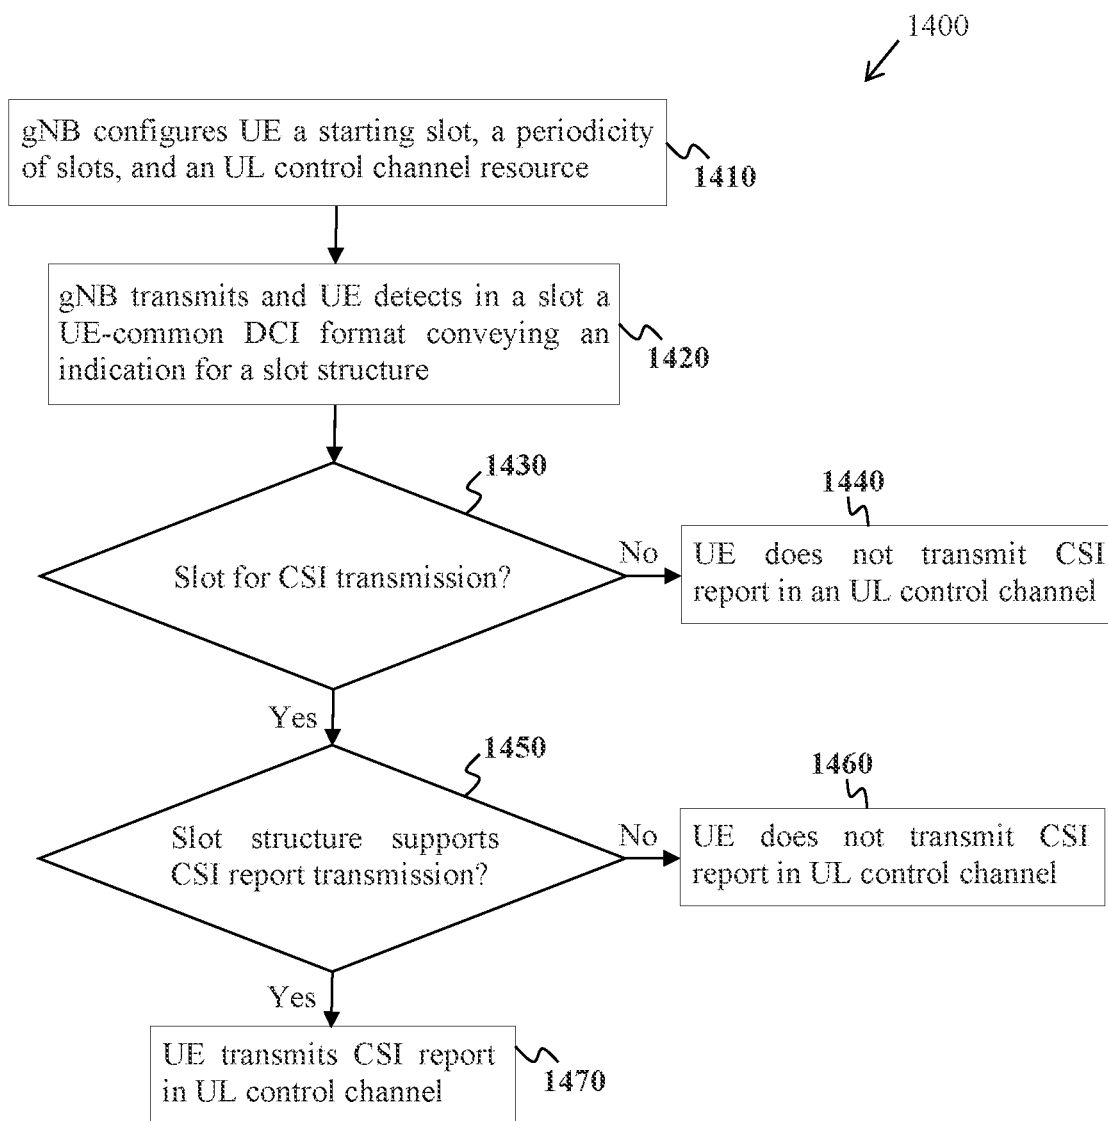 1400
gNB configures UE a starting slot, a periodicity
of slots, and an UL control channel resource
1410
gNB transmits and UE detects in a slot a
UE-common DCI format conveying an
indication for a slot structure
1420
1430
Slot for CSI transmission?
No
1440
UE does not transmit CSI
report in an UL control channel
Yes
1450
Slot structure supports
CSI report transmission?
No
1460
UE does not transmit CSI
report in UL control channel
Yes
UE transmits CSI report
in UL control channel
1470